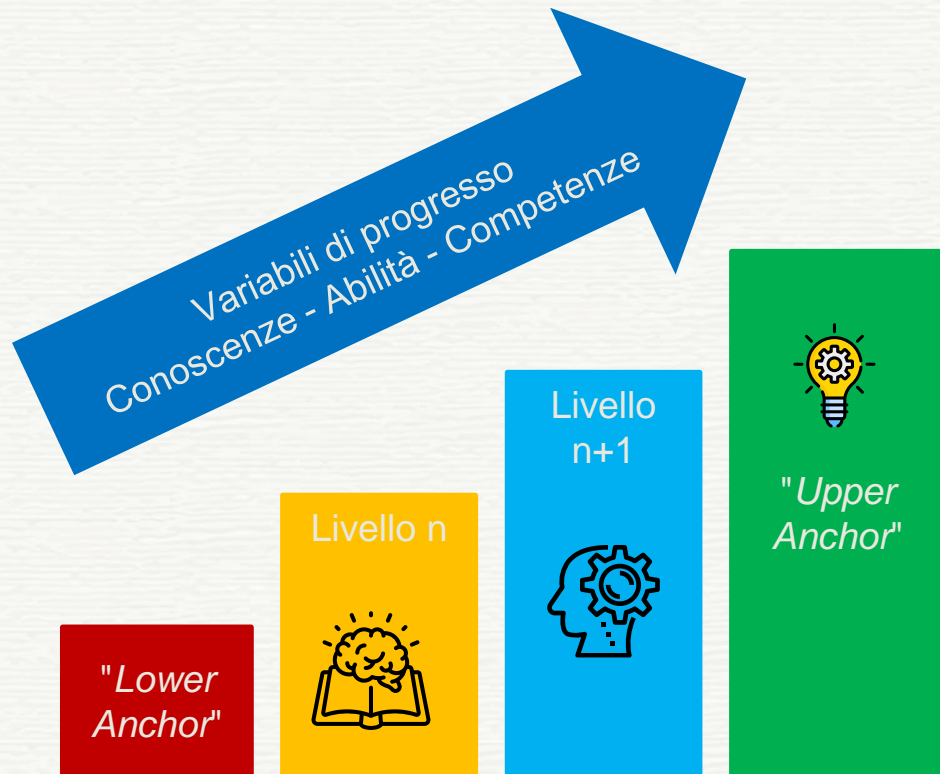 Variabili di progresso
Conoscenze - Abilità - Competenze
Livello
n+1
"Upper
Anchor"
Livello n
"Lower
Anchor"